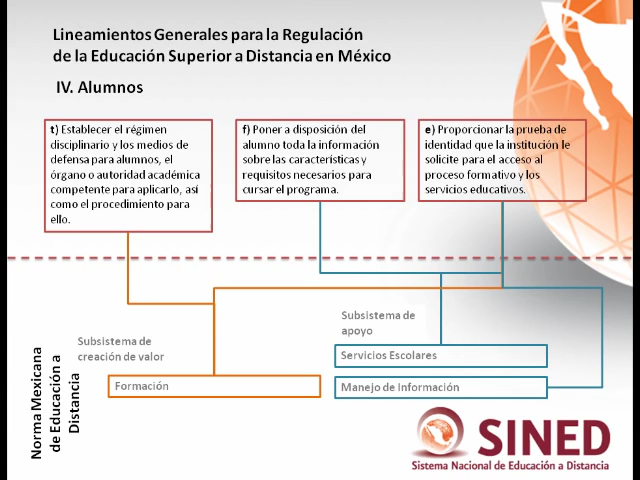 Lineamientos Generales para la Regulación
de la Educación Superior a Distancia en México
IV. Alumnos
t) Establecer el régimen
disciplinario y los medios de
defensa para alumnos, el
órgano o autoridad académica
competente para aplicarlo, así
como el procedimiento para
ello.
f) Poner a disposición del
alumno toda la información
sobre las características y
requisitos necesarios para
cursar el programa.
e) Proporcionar la prueba de
identidad que la institución le
solicite para el acceso al
proceso formativo y los
servicios educativos.
Norma Mexicana
de Educación a
Distancia
Subsistema de
creación de valor
Formación
Subsistema de
apoyo
Servicios Escolares
Manejo de Información
SINED
Sistema Nacional de Educación a Distancia